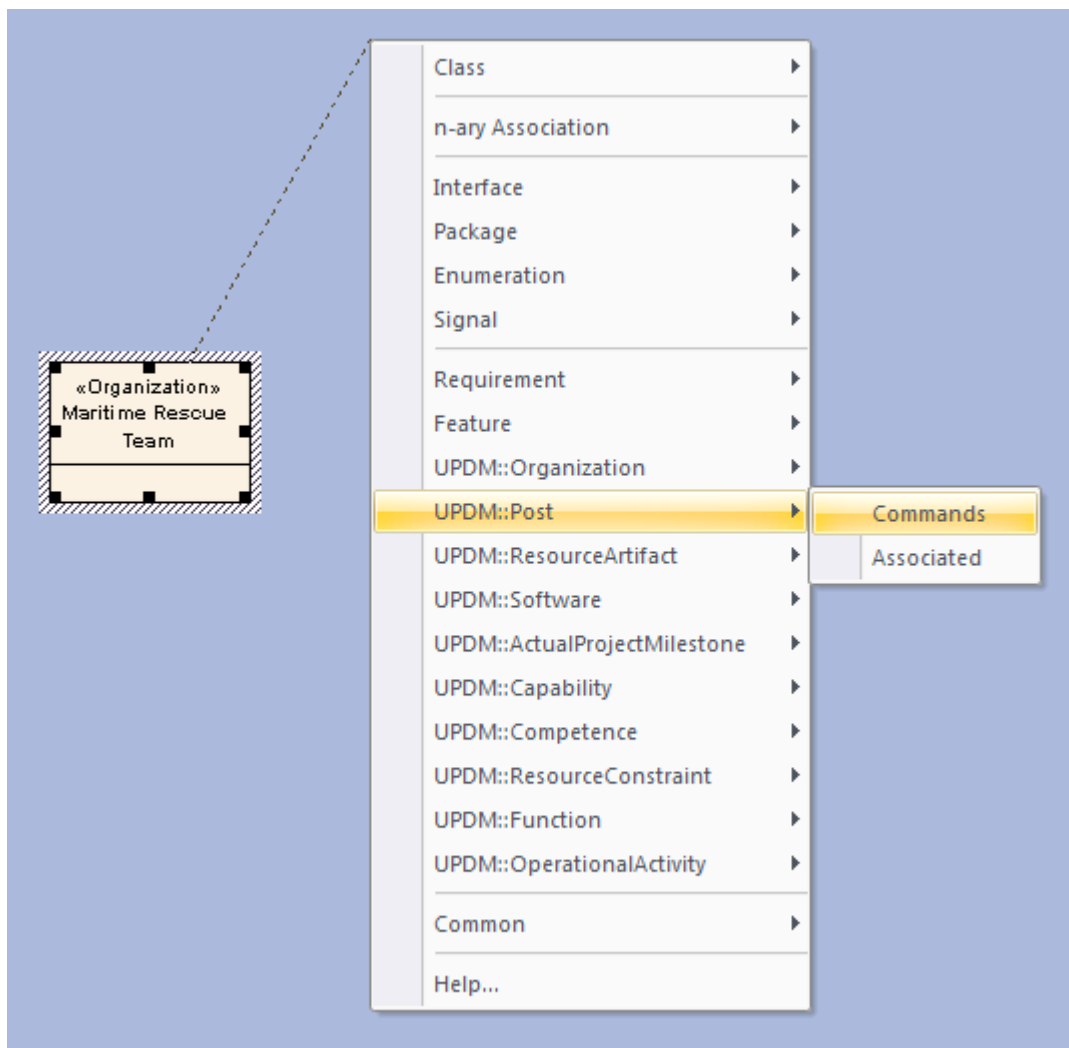 «Organization»
Maritime Rescue
Team
Class
n-ary Association
Interface
Package
Enumeration
Signal
Requirement
Feature
UPDM::Organization
UPDM::Post
Commands
UPDM::ResourceArtifact
Associated
UPDM::Software
UPDM::ActualProjectMilestone
UPDM::Capability
UPDM::Competence
UPDM::ResourceConstraint
UPDM::Function
UPDM::OperationalActivity
Common
Help...